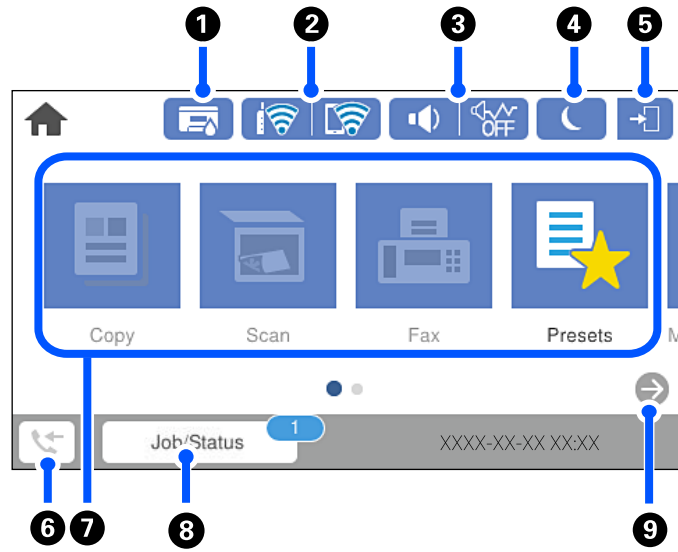 1 2 3 4 5
OFF
Copy Scan Fax Presets M
Job/Status 1 XXXX-XX-XX XX:XX
6 7 8 9